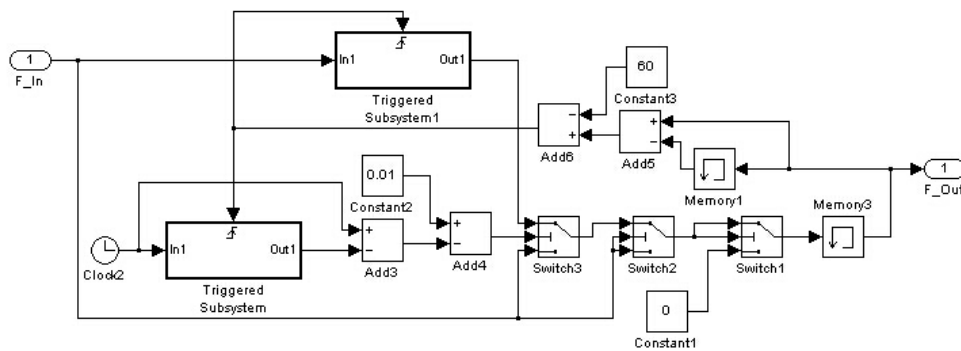 1
F_In
In1
Out1
Triggered
Subsystem1
60
Constant3
−
+
Add6
+
−
Add5
Memory1
1
F_Out
Memory3
0.01
Constant2
Clock2
In1
Out1
Triggered
Subsystem
+
−
Add3
+
−
Add4
Switch3
Switch2
Switch1
0
Constant1